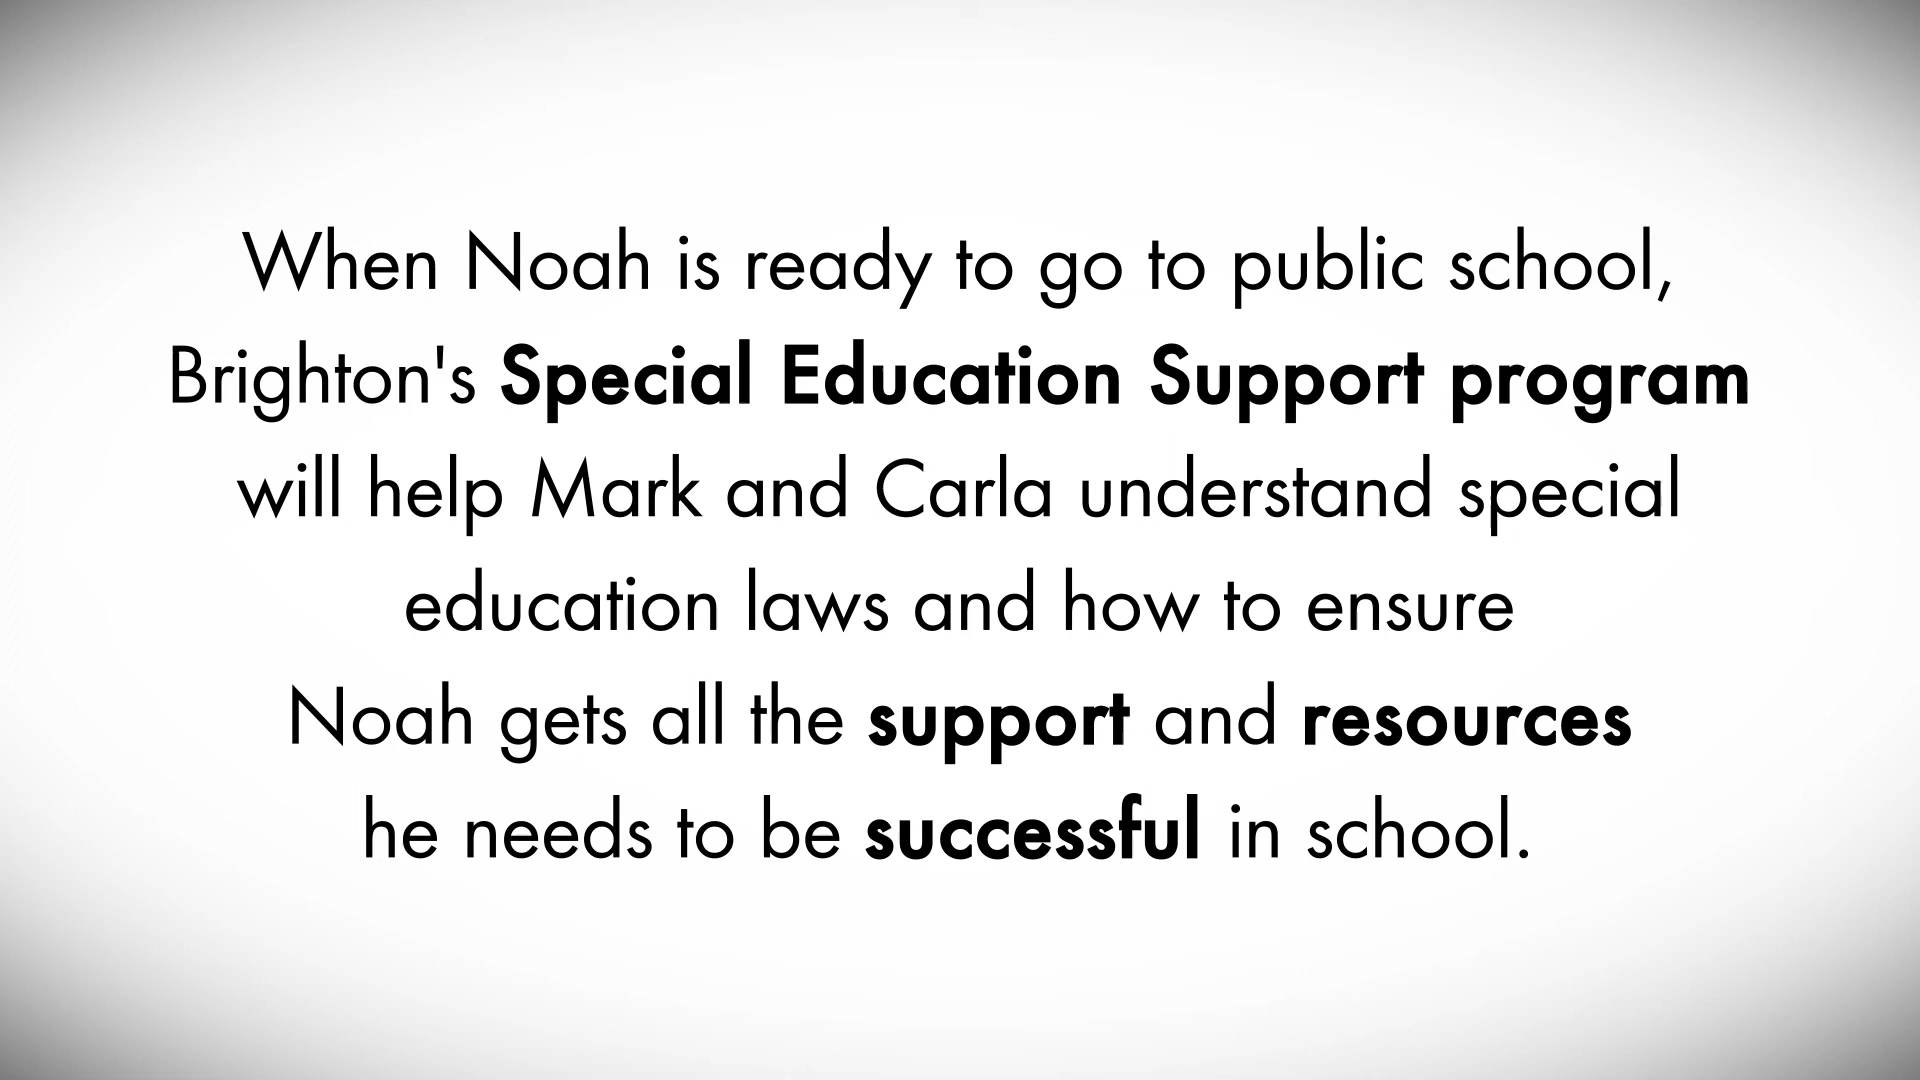 When Noah is ready to go to public school,
Brighton's Special Education Support program
will help Mark and Carla understand special
education laws and how to ensure
Noah gets all the support and resources
he needs to be successful in school.